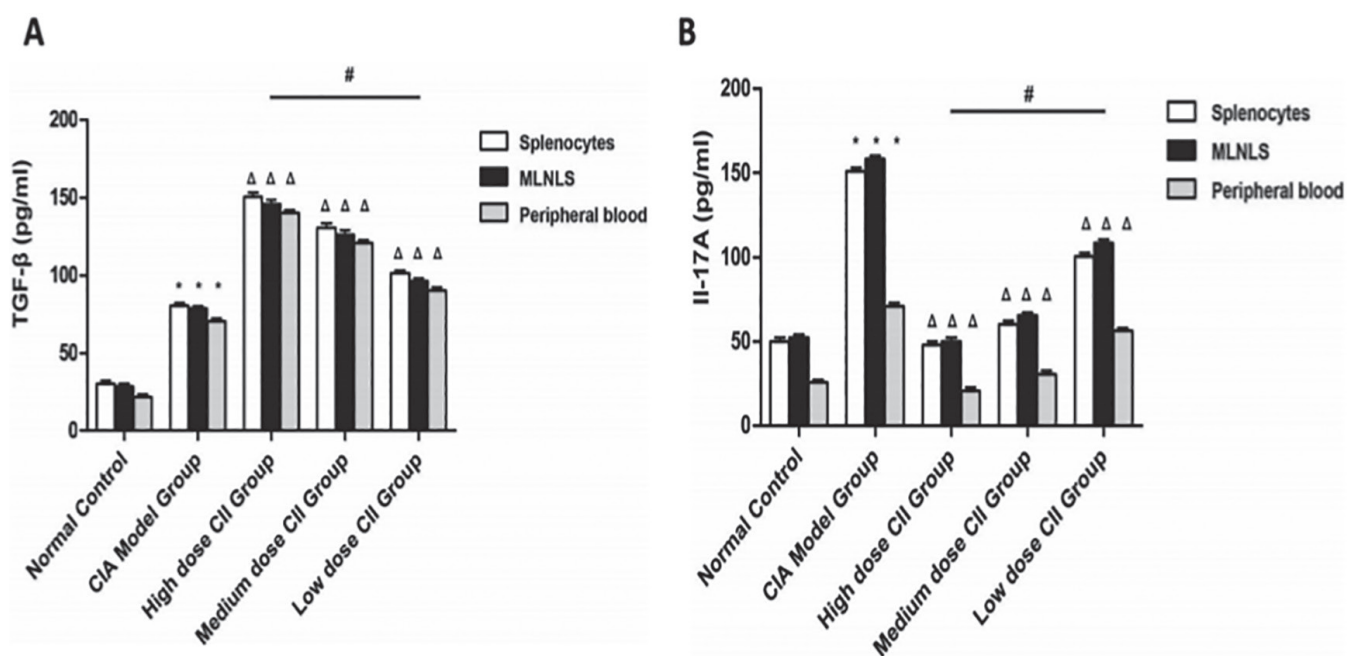 A
#
200
150
100
50
0
TGF-β (pg/ml)
* * *
Δ Δ Δ
Δ Δ Δ
Δ Δ Δ
Splenocytes
MLNLS
Peripheral blood
Normal Control
CIA Model Group
High dose CII Group
Medium dose CII Group
Low dose CII Group
B
#
200
150
100
50
0
Il-17A (pg/ml)
* * *
Δ Δ Δ
Δ Δ Δ
Δ Δ Δ
Splenocytes
MLNLS
Peripheral blood
Normal Control
CIA Model Group
High dose CII Group
Medium dose CII Group
Low dose CII Group